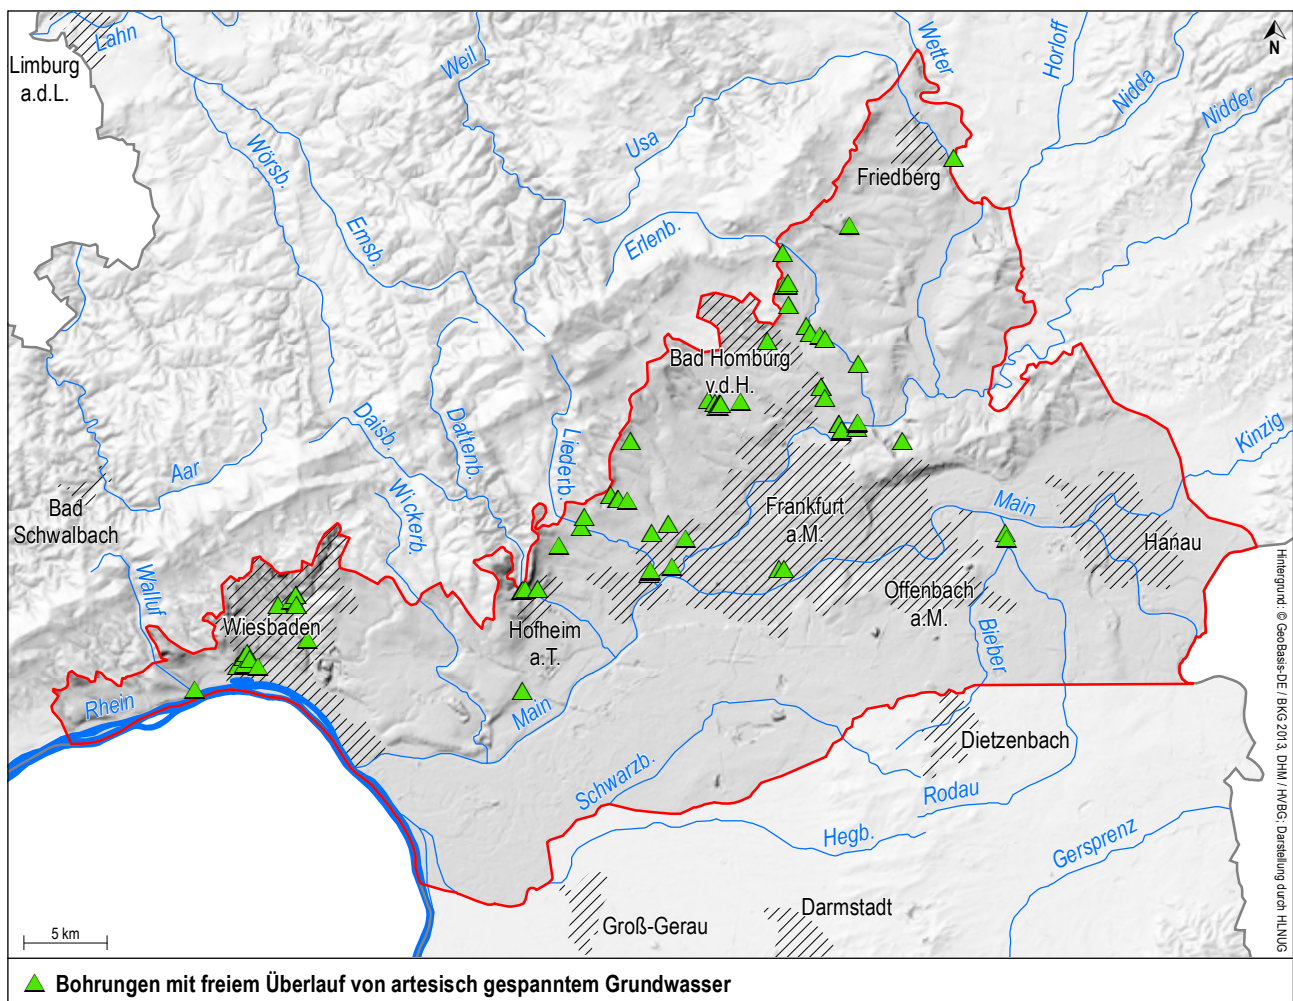 Lahn
Limburg
a.d.L.
Weil
Wetter
Horloff
Nidda
Nidder
N
Usa
Wörsb.
Emsb.
Friedberg
Erlenb.
Bad Homburg
v.d.H.
Daisb.
Dattenb.
Liederb.
Aar
Wickerb.
Kinzig
Bad
Schwalbach
Frankfurt
a.M.
Main
Hanau
Walluf
Offenbach
a.M.
Wiesbaden
Hofheim
a.T.
Bieber
Rhein
Main
Dietzenbach
Schwarzb.
Rodau
Hegb.
Gersprenz
Darmstadt
Groß-Gerau
5 km
Hintergrund: © GeoBasis-DE / BKG 2013, DHM / HVBG; Darstellung durch HLNUG
Bohrungen mit freiem Überlauf von artesisch gespanntem Grundwasser